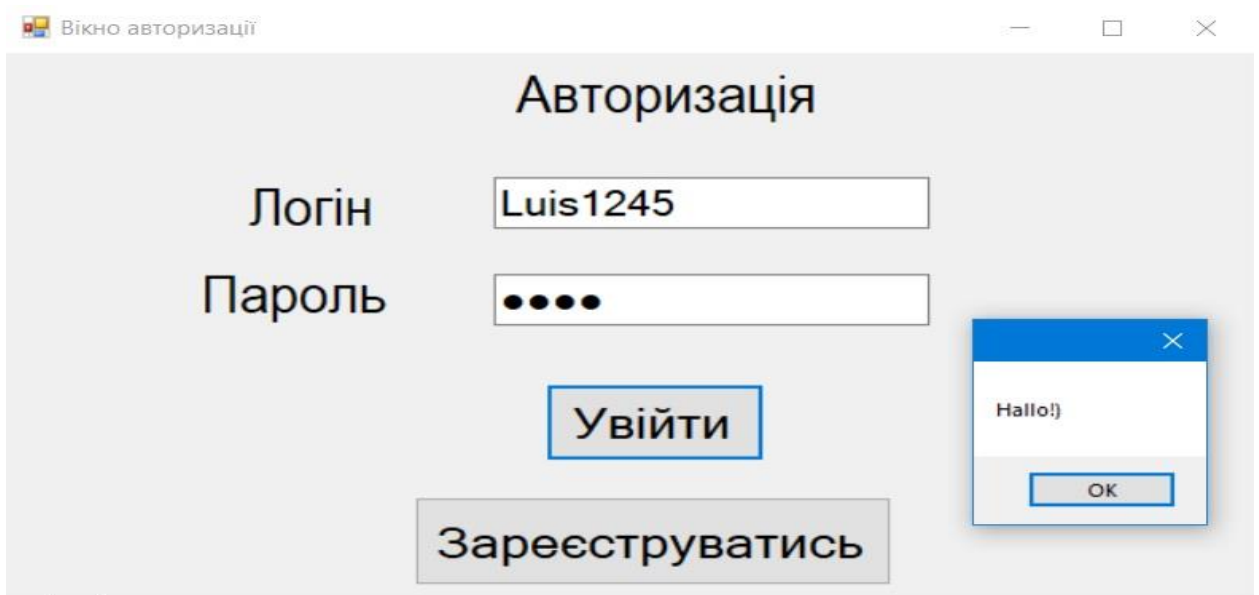 Вікно авторизації
Авторизація
Логін
Luis1245
Пароль
••••
Hallo!)
Увійти
OK
Зареєструватись